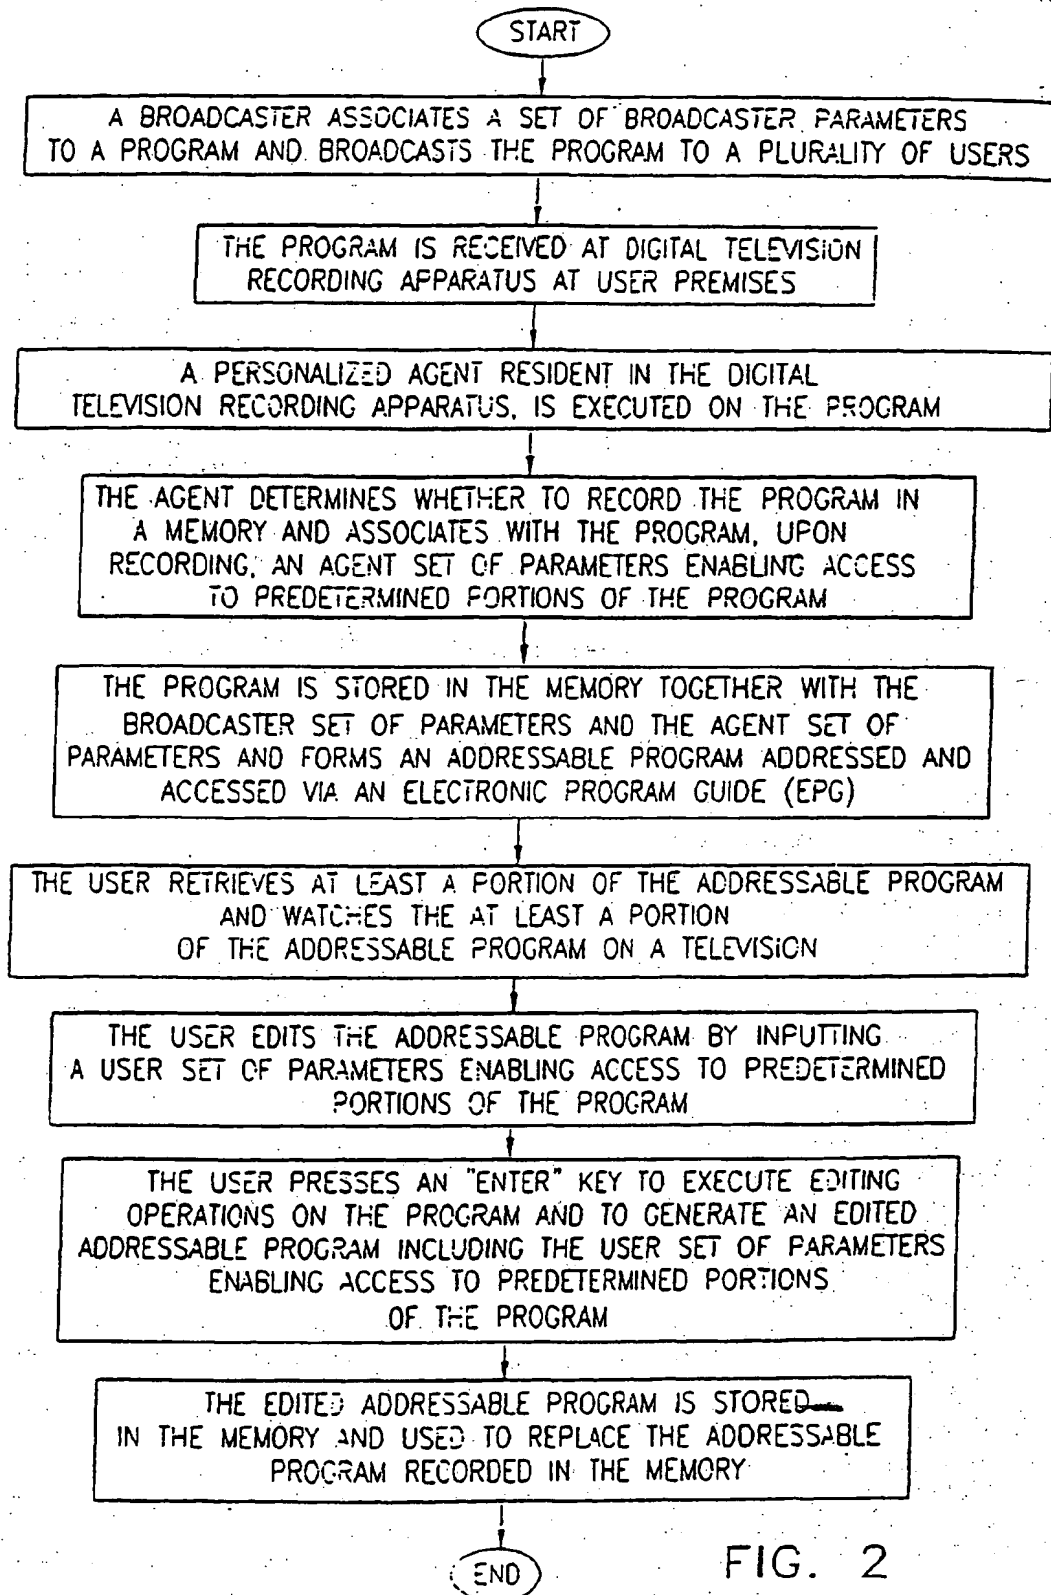 START
A BROADCASTER ASSOCIATES A SET OF BROADCASTER PARAMETERS
TO A PROGRAM AND BROADCASTS THE PROGRAM TO A PLURALITY OF USERS
THE PROGRAM IS RECEIVED AT DIGITAL TELEVISION
RECORDING APPARATUS AT USER PREMISES
A PERSONALIZED AGENT RESIDENT IN THE DIGITAL
TELEVISION RECORDING APPARATUS, IS EXECUTED ON THE PROGRAM
THE AGENT DETERMINES WHETHER TO RECORD THE PROGRAM IN
A MEMORY AND ASSOCIATES WITH THE PROGRAM, UPON
RECORDING, AN AGENT SET OF PARAMETERS ENABLING ACCESS
TO PREDETERMINED PORTIONS OF THE PROGRAM
THE PROGRAM IS STORED IN THE MEMORY TOGETHER WITH THE
BROADCASTER SET OF PARAMETERS AND THE AGENT SET OF
PARAMETERS AND FORMS AN ADDRESSABLE PROGRAM ADDRESSED AND
ACCESSED VIA AN ELECTRONIC PROGRAM GUIDE (EPG)
THE USER RETRIEVES AT LEAST A PORTION OF THE ADDRESSABLE PROGRAM
AND WATCHES THE AT LEAST A PORTION
OF THE ADDRESSABLE PROGRAM ON A TELEVISION
THE USER EDITS THE ADDRESSABLE PROGRAM BY INPUTTING
A USER SET OF PARAMETERS ENABLING ACCESS TO PREDETERMINED
PORTIONS OF THE PROGRAM
THE USER PRESSES AN "ENTER" KEY TO EXECUTE EDITING
OPERATIONS ON THE PROGRAM AND TO GENERATE AN EDITED
ADDRESSABLE PROGRAM INCLUDING THE USER SET OF PARAMETERS
ENABLING ACCESS TO PREDETERMINED PORTIONS
OF THE PROGRAM
THE EDITED ADDRESSABLE PROGRAM IS STORED
IN THE MEMORY AND USED TO REPLACE THE ADDRESSABLE
PROGRAM RECORDED IN THE MEMORY
END
FIG. 2